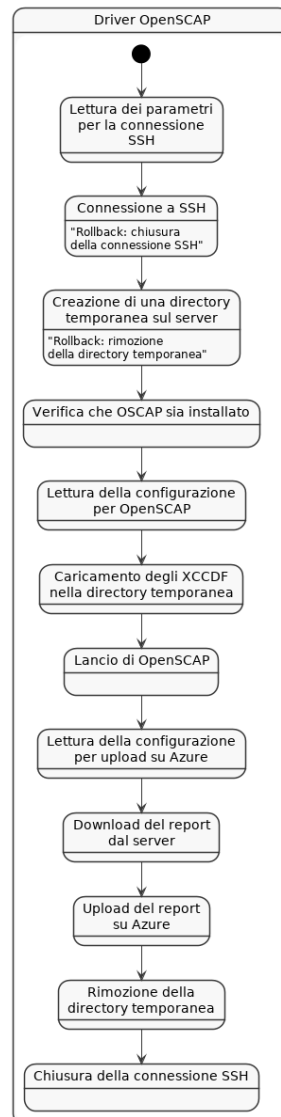 Driver OpenSCAP
Lettura dei parametri
per la connessione
SSH
Connessione a SSH
"Rollback: chiusura
della connessione SSH"
Creazione di una directory
temporanea sul server
"Rollback: rimozione
della directory temporanea"
Verifica che OSCAP sia installato
Lettura della configurazione
per OpenSCAP
Caricamento degli XCCDF
nella directory temporanea
Lancio di OpenSCAP
Lettura della configurazione
per upload su Azure
Download del report
dal server
Upload del report
su Azure
Rimozione della
directory temporanea
Chiusura della connessione SSH